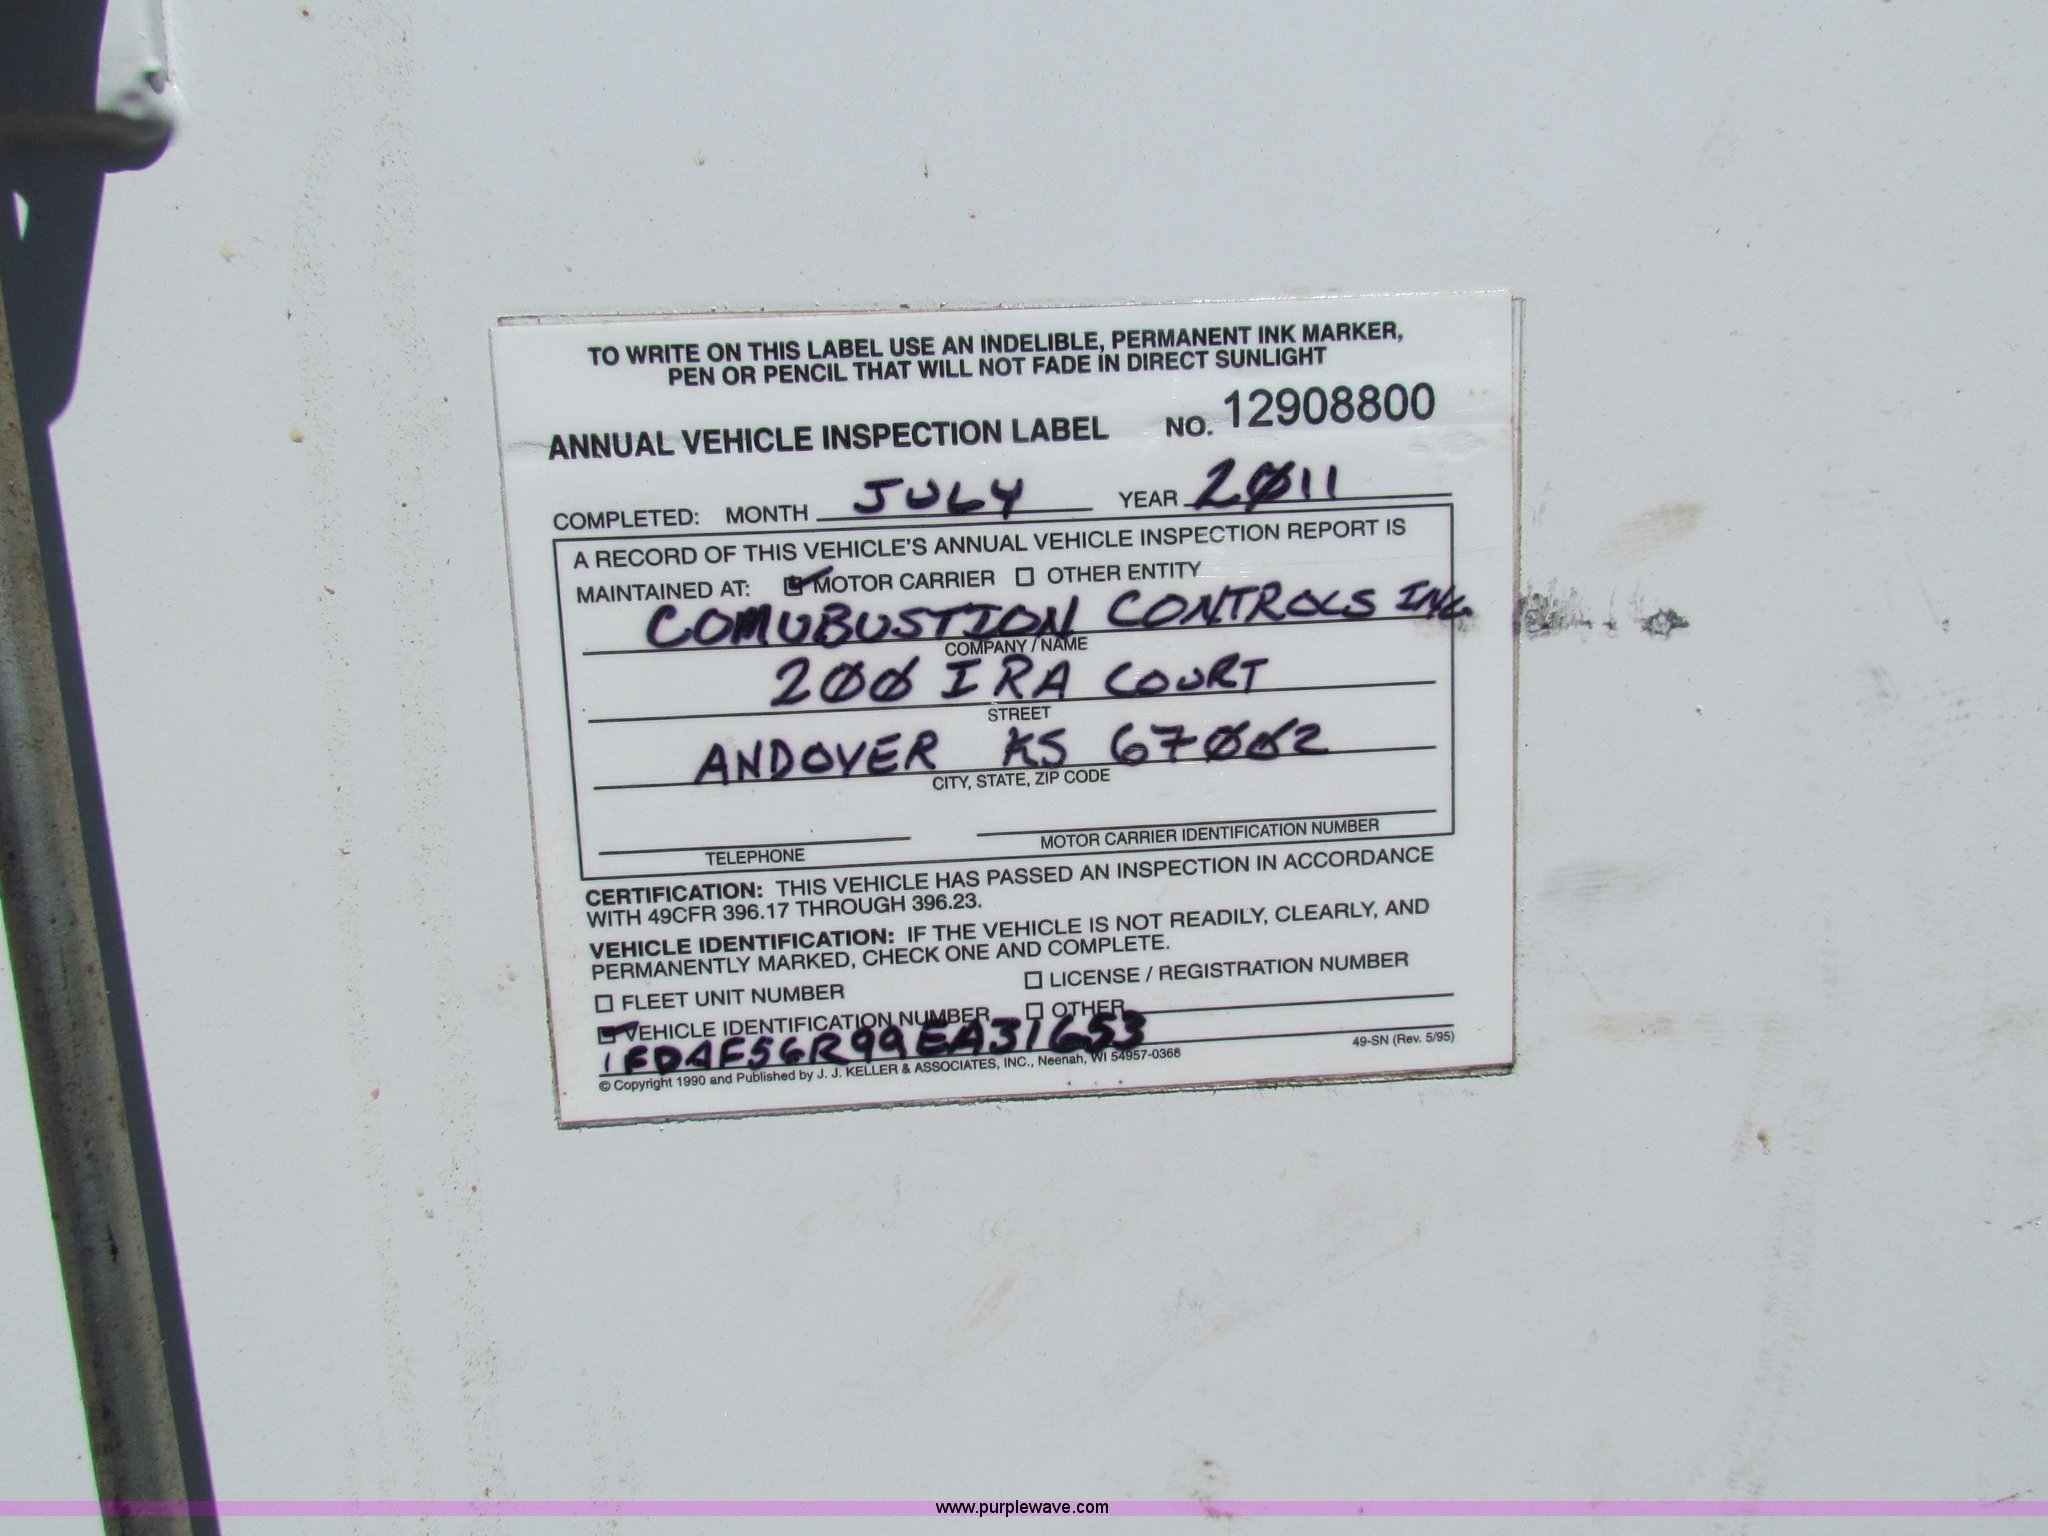 TO WRITE ON THIS LABEL USE AN INDELIBLE, PERMANENT INK MARKER,
PEN OR PENCIL THAT WILL NOT FADE IN DIRECT SUNLIGHT
ANNUAL VEHICLE INSPECTION LABEL NO. 12908800
COMPLETED: MONTH JULY YEAR 2011
A RECORD OF THIS VEHICLE'S ANNUAL VEHICLE INSPECTION REPORT IS
MAINTAINED AT: MOTOR CARRIER OTHER ENTITY
COMUBUSTION CONTROLS INC.
COMPANY / NAME
200 IRA COURT
STREET
ANDOVER KS 67002
CITY, STATE, ZIP CODE
TELEPHONE MOTOR CARRIER IDENTIFICATION NUMBER
CERTIFICATION: THIS VEHICLE HAS PASSED AN INSPECTION IN ACCORDANCE
WITH 49CFR 396.17 THROUGH 396.23.
VEHICLE IDENTIFICATION: IF THE VEHICLE IS NOT READILY, CLEARLY, AND
PERMANENTLY MARKED, CHECK ONE AND COMPLETE.
FLEET UNIT NUMBER LICENSE / REGISTRATION NUMBER
VEHICLE IDENTIFICATION NUMBER OTHER
1FDAF56R99EA31653
© Copyright 1990 and Published by J. J. KELLER & ASSOCIATES, INC., Neenah, WI 54957-0368 49-SN (Rev. 5/95)
www.purplewave.com